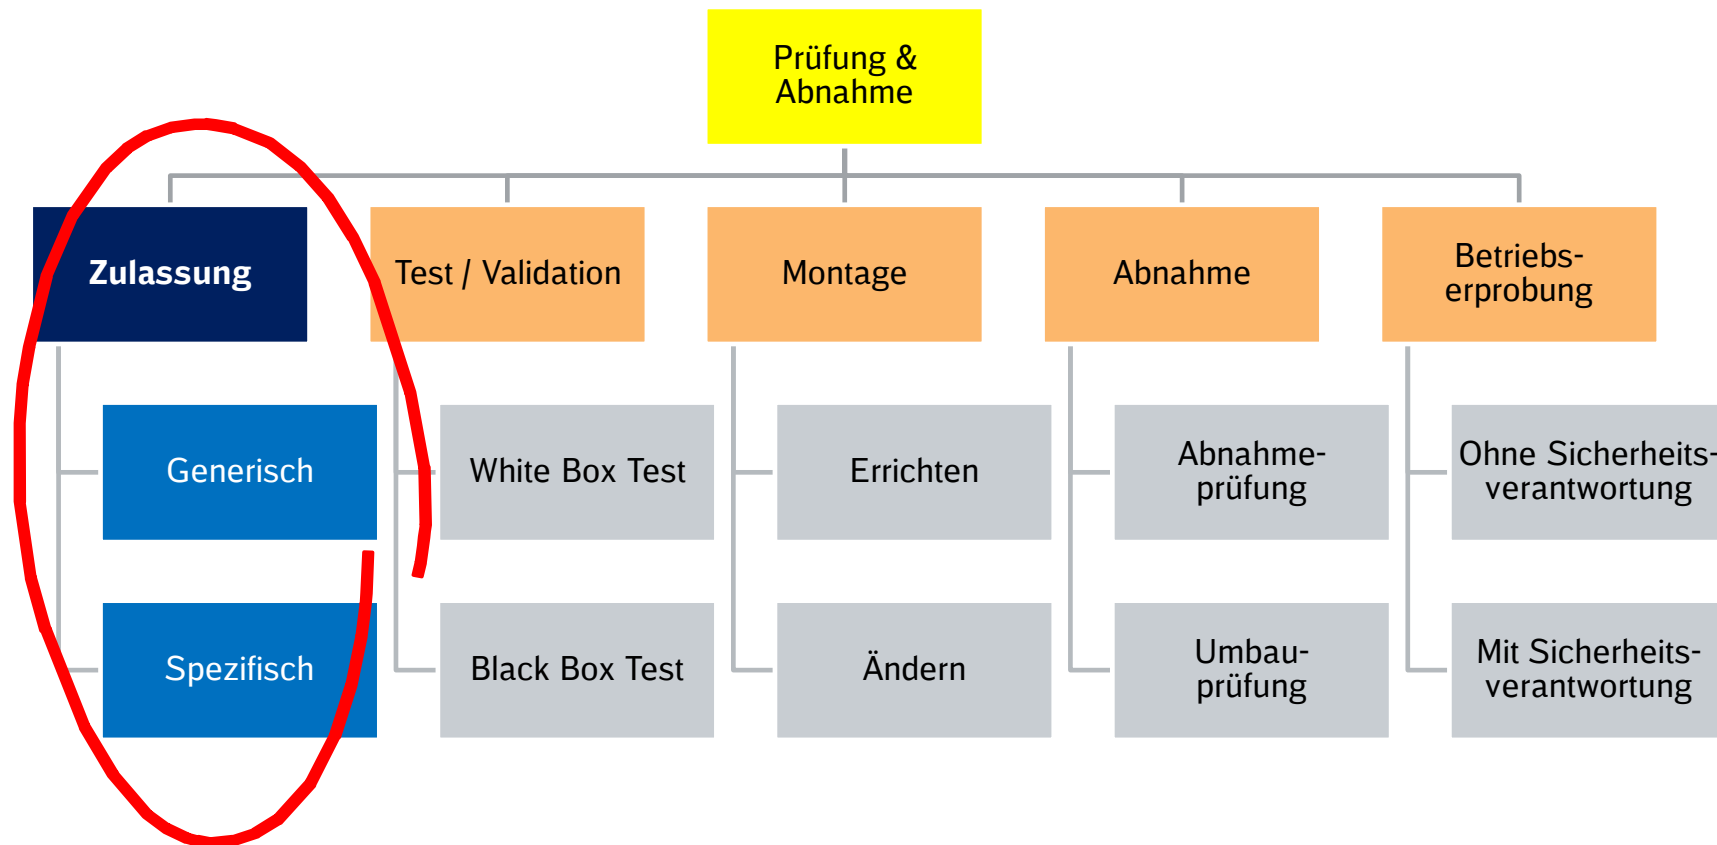 Prüfung &
Abnahme
Zulassung
Test / Validation
Montage
Abnahme
Betriebs-
erprobung
Generisch
White Box Test
Errichten
Abnahme-
prüfung
Ohne Sicherheits-
verantwortung
Spezifisch
Black Box Test
Ändern
Umbau-
prüfung
Mit Sicherheits-
verantwortung